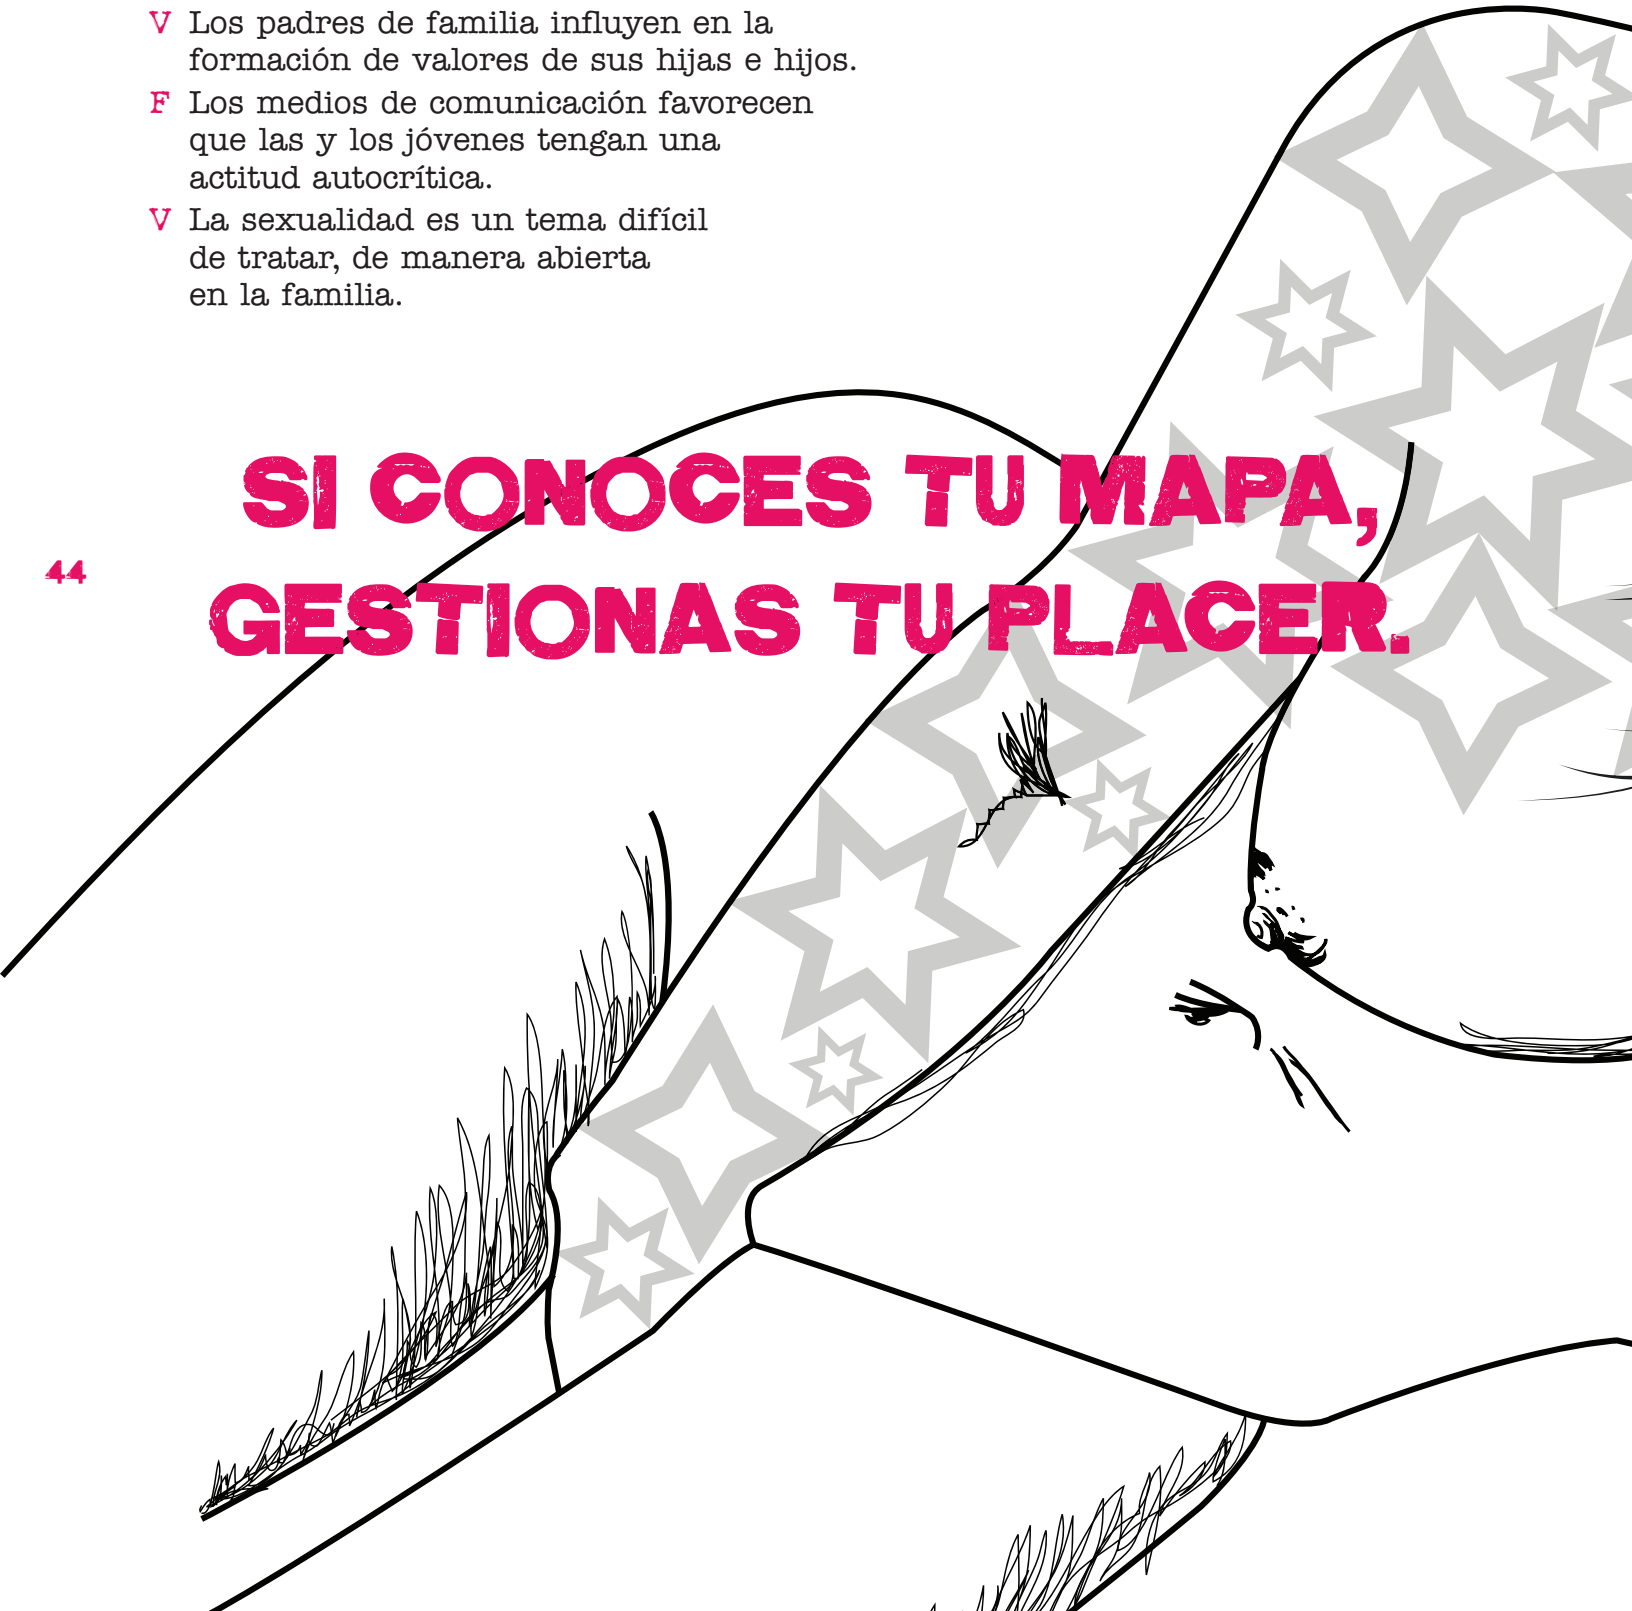 V Los padres de familia influyen en la
formación de valores de sus hijas e hijos.
F Los medios de comunicación favorecen
que las y los jóvenes tengan una
actitud autocrítica.
V La sexualidad es un tema difícil
de tratar, de manera abierta
en la familia.
SI CONOCES TU MAPA,
44
GESTIONAS TU PLACER.